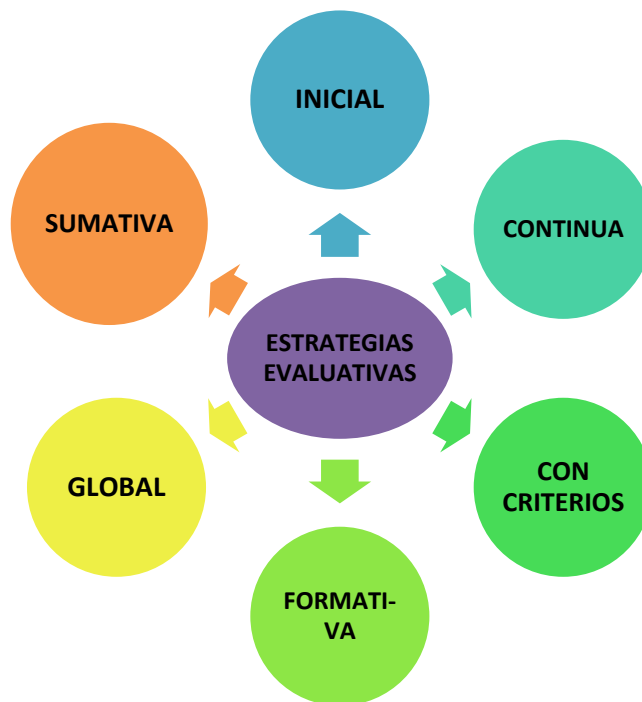 INICIAL
SUMATIVA
CONTINUA
ESTRATEGIAS
EVALUATIVAS
GLOBAL
CON
CRITERIOS
FORMATI-
VA